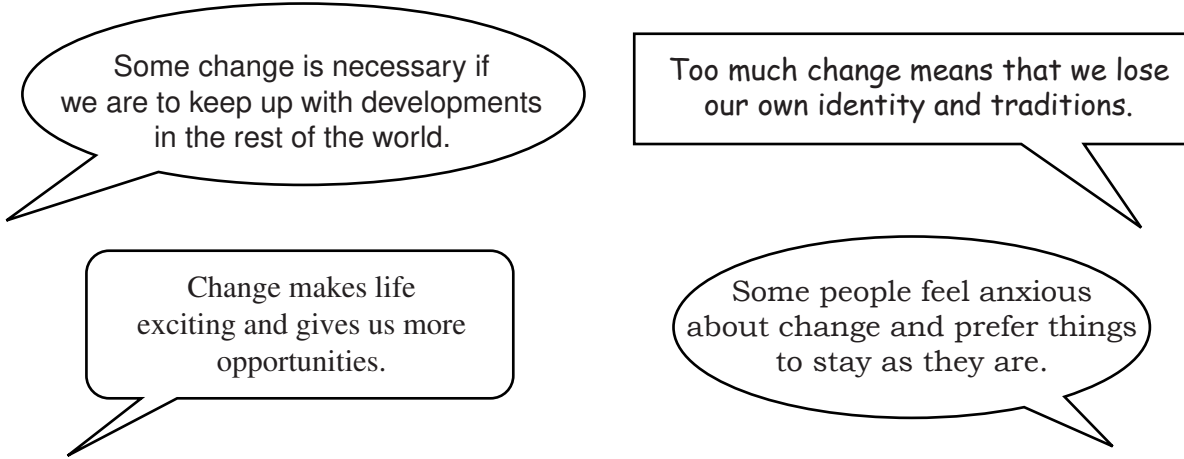 Some change is necessary if
we are to keep up with developments
in the rest of the world.
Too much change means that we lose
our own identity and traditions.
Change makes life
exciting and gives us more
opportunities.
Some people feel anxious
about change and prefer things
to stay as they are.